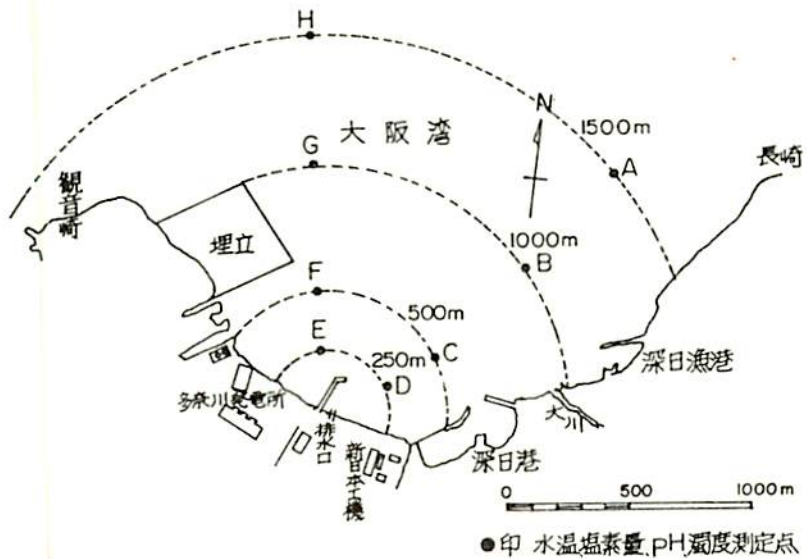 H
N
1500m
大阪湾
A
長崎
G
観音崎
埋立
1000m
B
F
500m
E
C
250m
D
深日漁港
多奈川発電所
大川
排水口
新日本工機
深日港
0 500 1000m
●印 水温,塩素量,pH,濁度測定点